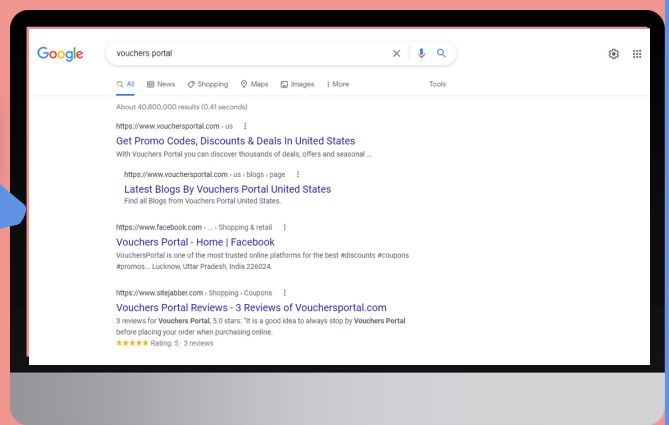 Google
vouchers portal
All News Shopping Maps Images More Tools
About 40,800,000 results (0.41 seconds)
https://www.vouchersportal.com › us
Get Promo Codes, Discounts & Deals In United States
With Vouchers Portal you can discover thousands of deals, offers and seasonal ...
https://www.vouchersportal.com › us › blogs › page
Latest Blogs By Vouchers Portal United States
Find all Blogs from Vouchers Portal United States.
https://www.facebook.com › ... › Shopping & retail
Vouchers Portal - Home | Facebook
VouchersPortal is one of the most trusted online platforms for the best #discounts #coupons
#promos... Lucknow, Uttar Pradesh, India 226024.
https://www.sitejabber.com › Shopping › Coupons
Vouchers Portal Reviews - 3 Reviews of Vouchersportal.com
3 reviews for Vouchers Portal, 5.0 stars: "It is a good idea to always stop by Vouchers Portal
before placing your order when purchasing online.
Rating: 5 · 3 reviews